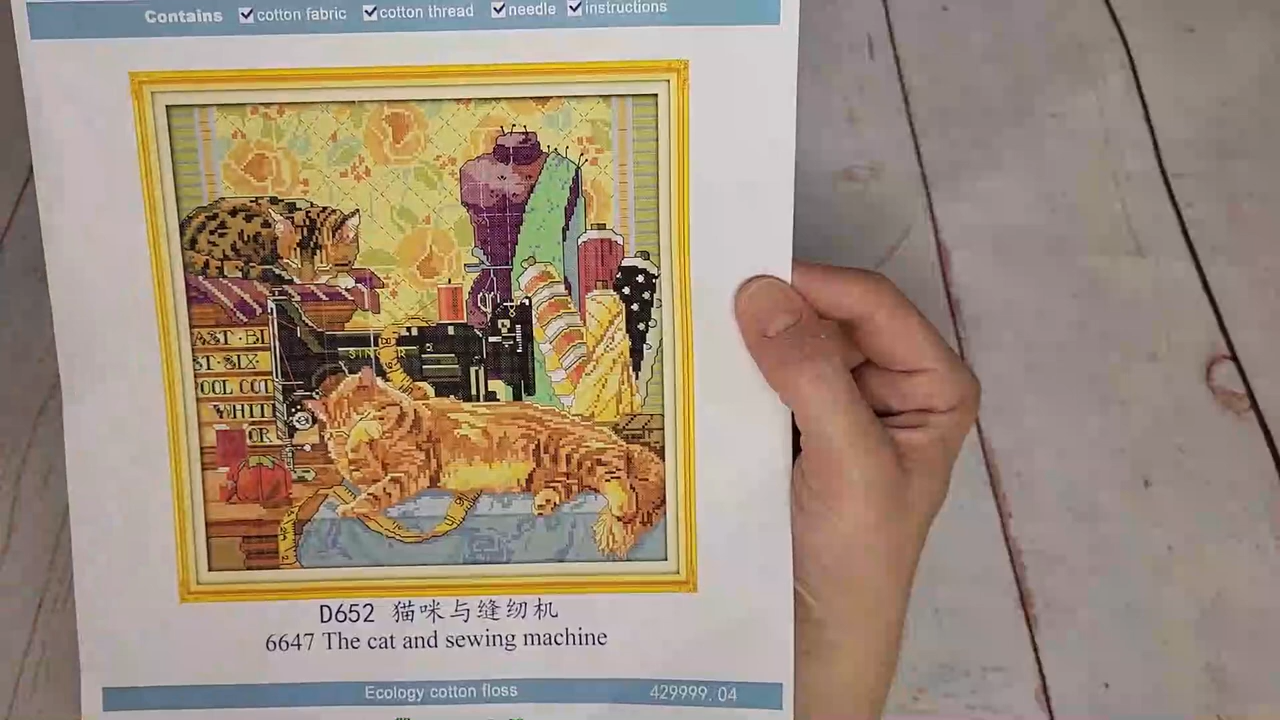 Contains ☑ cotton fabric ☑ cotton thread ☑ needle ☑ instructions
SINGER
D652 猫咪与缝纫机
6647 The cat and sewing machine
Ecology cotton floss 429999.04